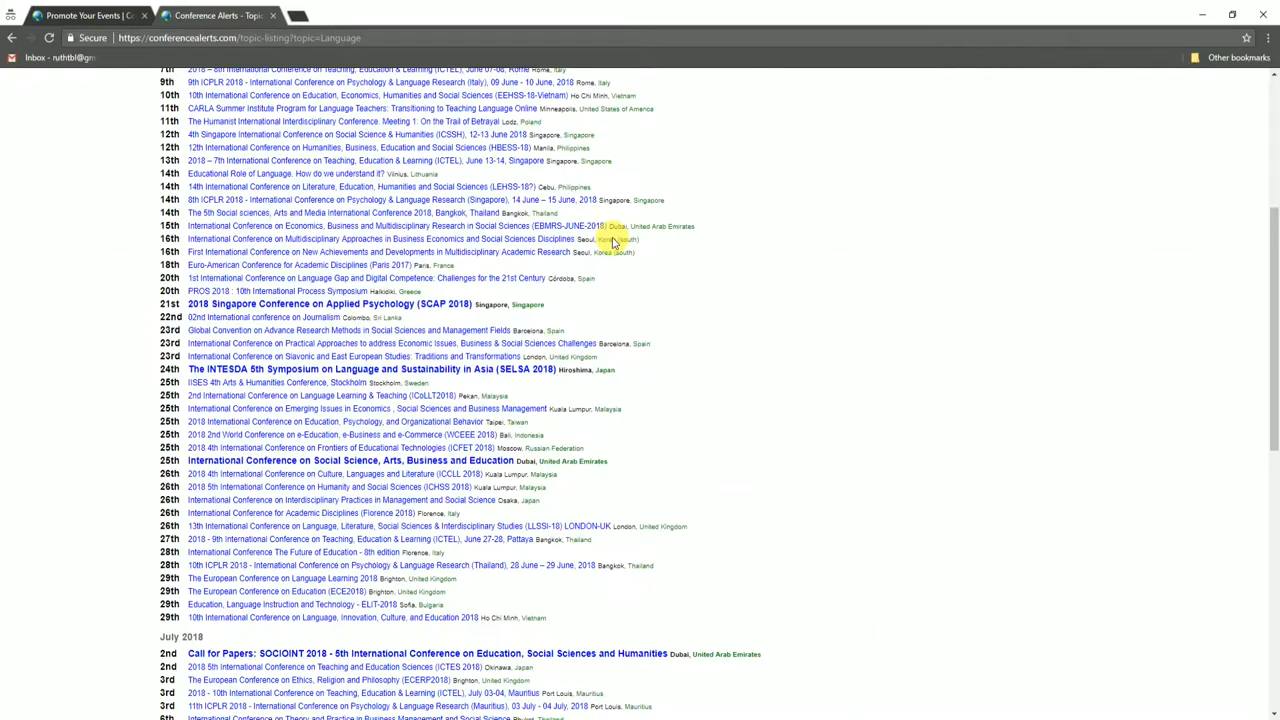 Promote Your Events | Co
Conference Alerts - Topic
Secure
https://conferencealerts.com/topic-listing?topic=Language
Inbox - ruthtbl@gm
Other bookmarks
7th 2018 – 8th International Conference on Teaching, Education & Learning (ICTEL), June 07-08, Rome Rome, Italy
9th 9th ICPLR 2018 - International Conference on Psychology & Language Research (Italy), 09 June - 10 June, 2018 Rome, Italy
10th 10th International Conference on Education, Economics, Humanities and Social Sciences (EEHSS-18-Vietnam) Ho Chi Minh, Vietnam
11th CARLA Summer Institute Program for Language Teachers: Transitioning to Teaching Language Online Minneapolis, United States of America
11th The Humanist International Interdisciplinary Conference. Meeting 1: On the Trail of Betrayal Lodz, Poland
12th 4th Singapore International Conference on Social Science & Humanities (ICSSH), 12-13 June 2018 Singapore, Singapore
12th 12th International Conference on Humanities, Business, Education and Social Sciences (HBESS-18) Manila, Philippines
13th 2018 – 7th International Conference on Teaching, Education & Learning (ICTEL), June 13-14, Singapore Singapore, Singapore
14th Educational Role of Language. How do we understand it? Vilnius, Lithuania
14th 14th International Conference on Literature, Education, Humanities and Social Sciences (LEHSS-18?) Cebu, Philippines
14th 8th ICPLR 2018 - International Conference on Psychology & Language Research (Singapore), 14 June – 15 June, 2018 Singapore, Singapore
14th The 5th Social sciences, Arts and Media International Conference 2018, Bangkok, Thailand Bangkok, Thailand
15th International Conference on Economics, Business and Multidisciplinary Research in Social Sciences (EBMRS-JUNE-2018) Dubai, United Arab Emirates
16th International Conference on Multidisciplinary Approaches in Business Economics and Social Sciences Disciplines Seoul, Korea (south)
16th First International Conference on New Achievements and Developments in Multidisciplinary Academic Research Seoul, Korea (south)
18th Euro-American Conference for Academic Disciplines (Paris 2017) Paris, France
20th 1st International Conference on Language Gap and Digital Competence: Challenges for the 21st Century Córdoba, Spain
20th PROS 2018 : 10th International Process Symposium Halkidiki, Greece
21st 2018 Singapore Conference on Applied Psychology (SCAP 2018) Singapore, Singapore
22nd 02nd International conference on Journalism Colombo, Sri Lanka
23rd Global Convention on Advance Research Methods in Social Sciences and Management Fields Barcelona, Spain
23rd International Conference on Practical Approaches to address Economic Issues, Business & Social Sciences Challenges Barcelona, Spain
23rd International Conference on Slavonic and East European Studies: Traditions and Transformations London, United Kingdom
24th The INTESDA 5th Symposium on Language and Sustainability in Asia (SELSA 2018) Hiroshima, Japan
25th IISES 4th Arts & Humanities Conference, Stockholm Stockholm, Sweden
25th 2nd International Conference on Language Learning & Teaching (ICoLLT2018) Pekan, Malaysia
25th International Conference on Emerging Issues in Economics , Social Sciences and Business Management Kuala Lumpur, Malaysia
25th 2018 International Conference on Education, Psychology, and Organizational Behavior Taipei, Taiwan
25th 2018 2nd World Conference on e-Education, e-Business and e-Commerce (WCEEE 2018) Bali, Indonesia
25th 2018 4th International Conference on Frontiers of Educational Technologies (ICFET 2018) Moscow, Russian Federation
25th International Conference on Social Science, Arts, Business and Education Dubai, United Arab Emirates
26th 2018 4th International Conference on Culture, Languages and Literature (ICCLL 2018) Kuala Lumpur, Malaysia
26th 2018 5th International Conference on Humanity and Social Sciences (ICHSS 2018) Kuala Lumpur, Malaysia
26th International Conference on Interdisciplinary Practices in Management and Social Science Osaka, Japan
26th International Conference for Academic Disciplines (Florence 2018) Florence, Italy
26th 13th International Conference on Language, Literature, Social Sciences & Interdisciplinary Studies (LLSSI-18) LONDON-UK London, United Kingdom
27th 2018 - 9th International Conference on Teaching, Education & Learning (ICTEL), June 27-28, Pattaya Bangkok, Thailand
28th International Conference The Future of Education - 8th edition Florence, Italy
28th 10th ICPLR 2018 - International Conference on Psychology & Language Research (Thailand), 28 June – 29 June, 2018 Bangkok, Thailand
29th The European Conference on Language Learning 2018 Brighton, United Kingdom
29th The European Conference on Education (ECE2018) Brighton, United Kingdom
29th Education, Language Instruction and Technology - ELIT-2018 Sofia, Bulgaria
29th 10th International Conference on Language, Innovation, Culture, and Education 2018 Ho Chi Minh, Vietnam
July 2018
2nd Call for Papers: SOCIOINT 2018 - 5th International Conference on Education, Social Sciences and Humanities Dubai, United Arab Emirates
2nd 2018 5th International Conference on Teaching and Education Sciences (ICTES 2018) Okinawa, Japan
3rd The European Conference on Ethics, Religion and Philosophy (ECERP2018) Brighton, United Kingdom
3rd 2018 - 10th International Conference on Teaching, Education & Learning (ICTEL), July 03-04, Mauritius Port Louis, Mauritius
3rd 11th ICPLR 2018 - International Conference on Psychology & Language Research (Mauritius), 03 July - 04 July, 2018 Port Louis, Mauritius
6th International Conference on Theory and Practice in Business Management and Social Science Phuket, Thailand